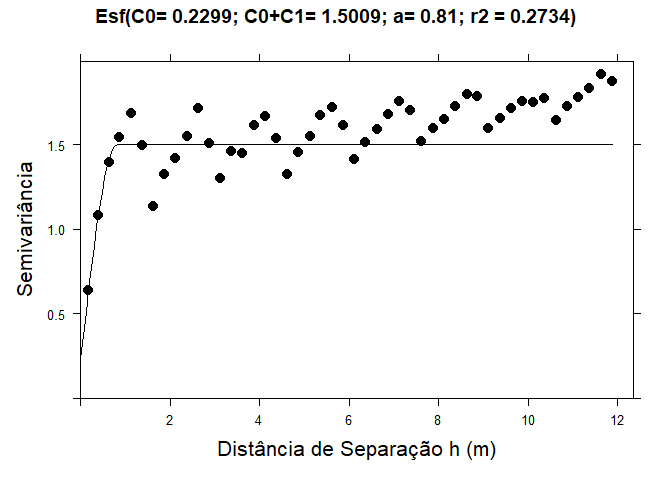 Esf(C0= 0.2299; C0+C1= 1.5009; a= 0.81; r2 = 0.2734)
Semivariância
1.5
1.0
0.5
2 4 6 8 10 12
Distância de Separação h (m)